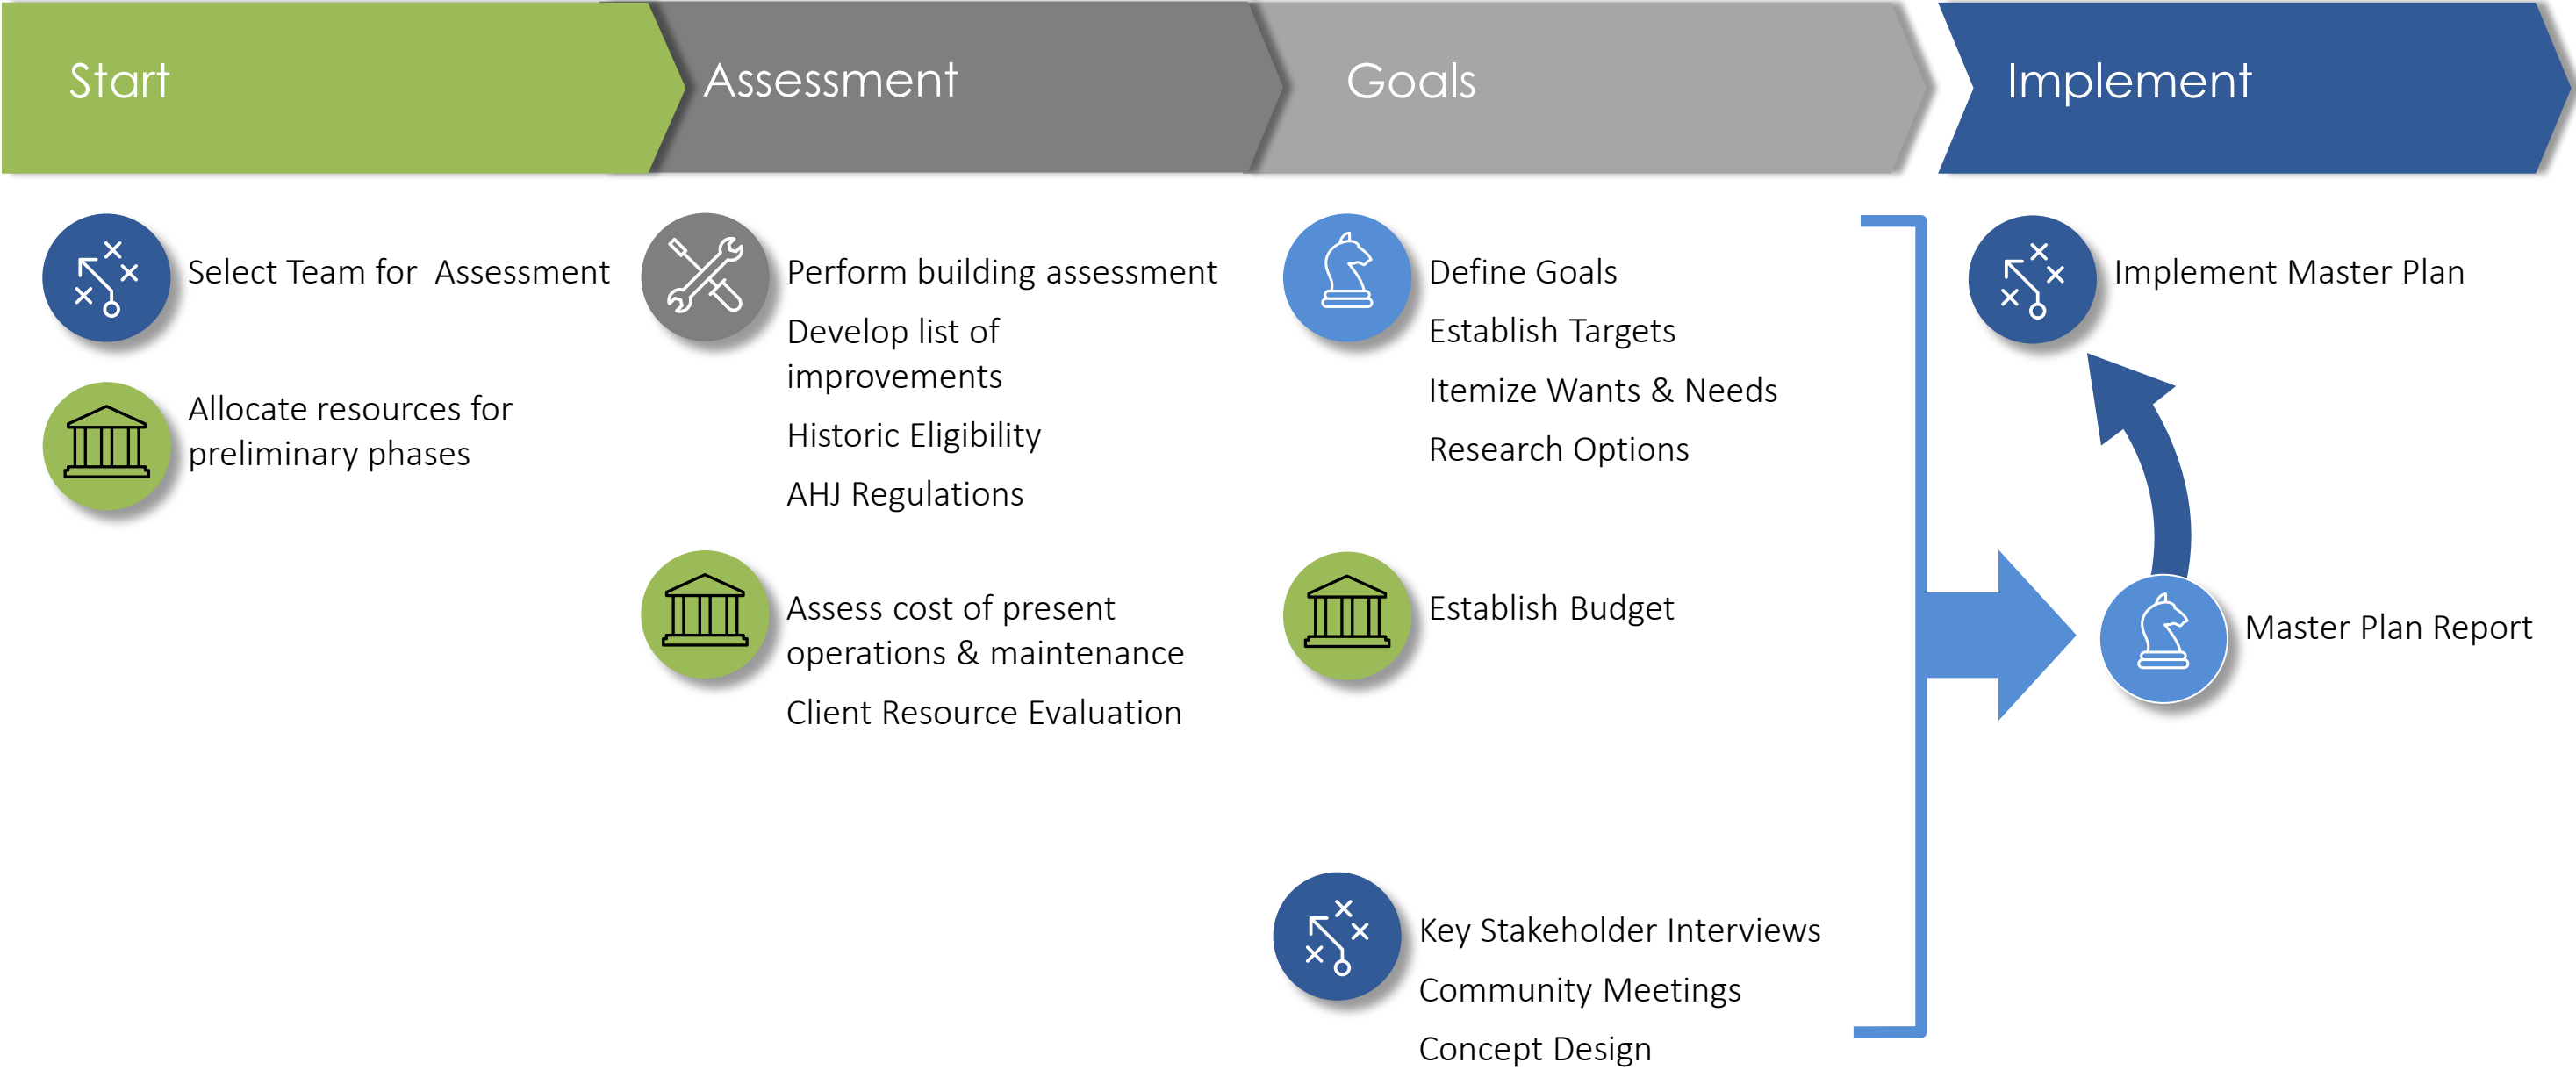 Start
Assessment
Goals
Implement
Select Team for  Assessment
Allocate resources for
preliminary phases
Perform building assessment
Develop list of
improvements
Historic Eligibility
AHJ Regulations
Assess cost of present
operations & maintenance
Client Resource Evaluation
Define Goals
Establish Targets
Itemize Wants & Needs
Research Options
Establish Budget
Key Stakeholder Interviews
Community Meetings
Concept Design
Implement Master Plan
Master Plan Report